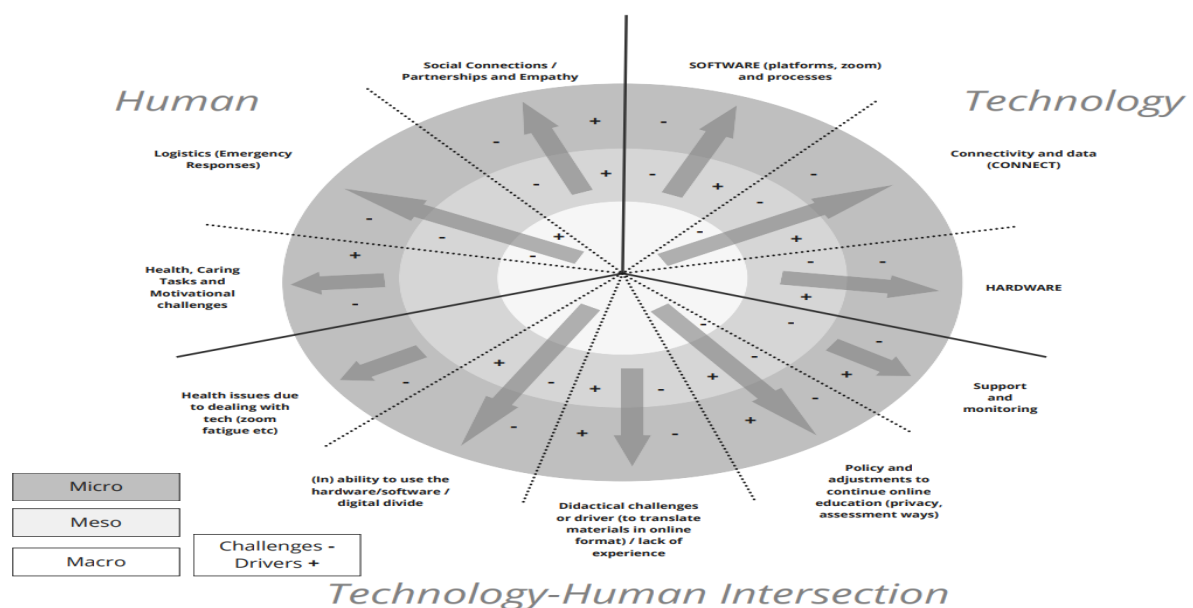 Social Connections /
Partnerships and Empathy
SOFTWARE (platforms, zoom)
and processes
Human
Technology
Logistics (Emergency
Responses)
Connectivity and data
(CONNECT)
Health, Caring
Tasks and
Motivational
challenges
HARDWARE
Health issues due
to dealing with
tech (zoom
fatigue etc)
Support
and
monitoring
(In) ability to use the
hardware/software /
digital divide
Didactical challenges
or driver (to translate
materials in online
format) / lack of
experience
Policy and
adjustments to
continue online
education (privacy,
assessment ways)
Micro
Meso
Macro
Challenges -
Drivers +
Technology-Human Intersection